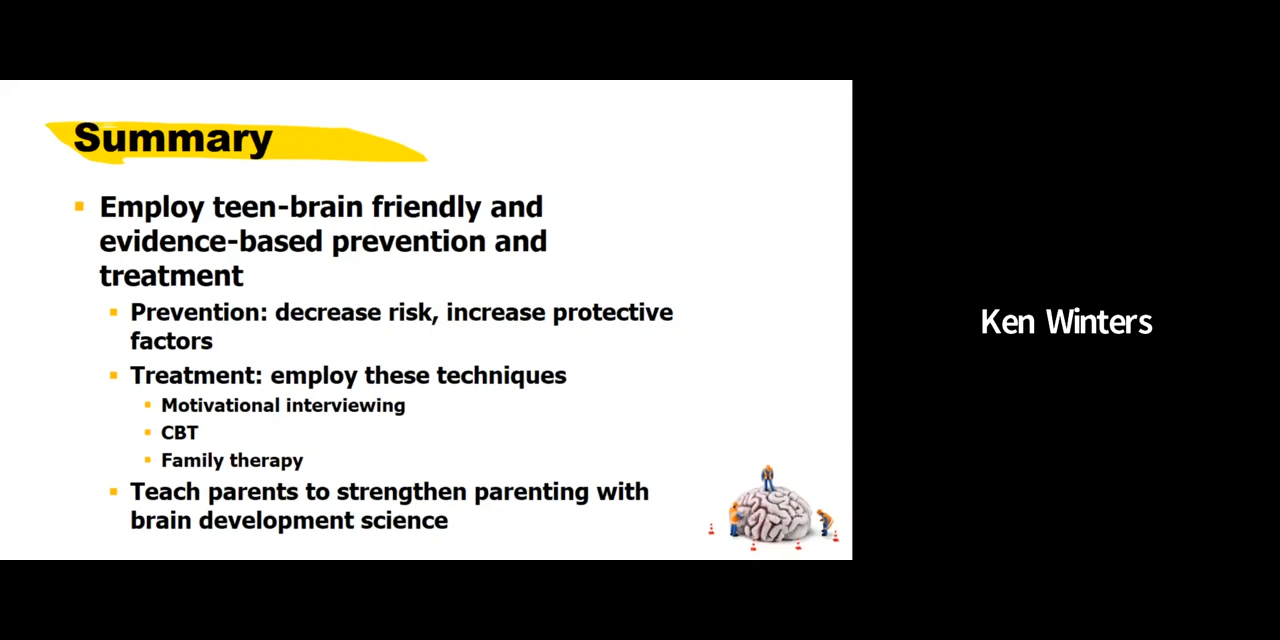 Summary
Employ teen-brain friendly and
evidence-based prevention and
treatment
Prevention: decrease risk, increase protective
factors
Treatment: employ these techniques
Motivational interviewing
CBT
Family therapy
Teach parents to strengthen parenting with
brain development science
Ken Winters